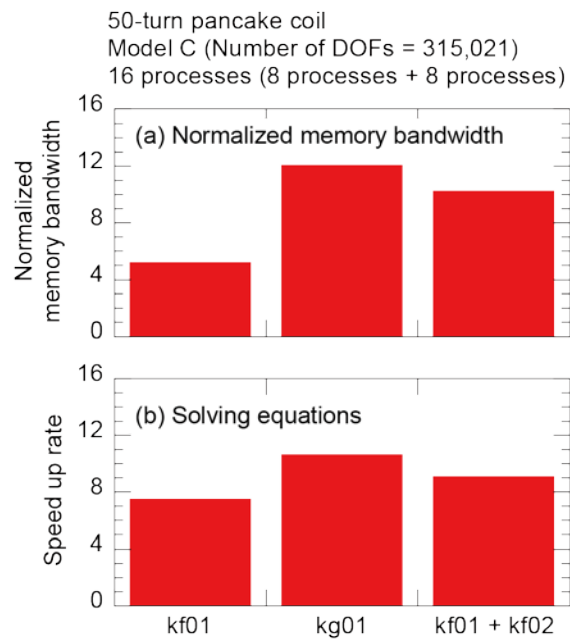 50-turn pancake coil
Model C (Number of DOFs = 315,021)
16 processes (8 processes + 8 processes)
(a) Normalized memory bandwidth
Normalized
memory bandwidth
16
12
8
4
0
(b) Solving equations
Speed up rate
16
12
8
4
0
kf01
kg01
kf01 + kf02